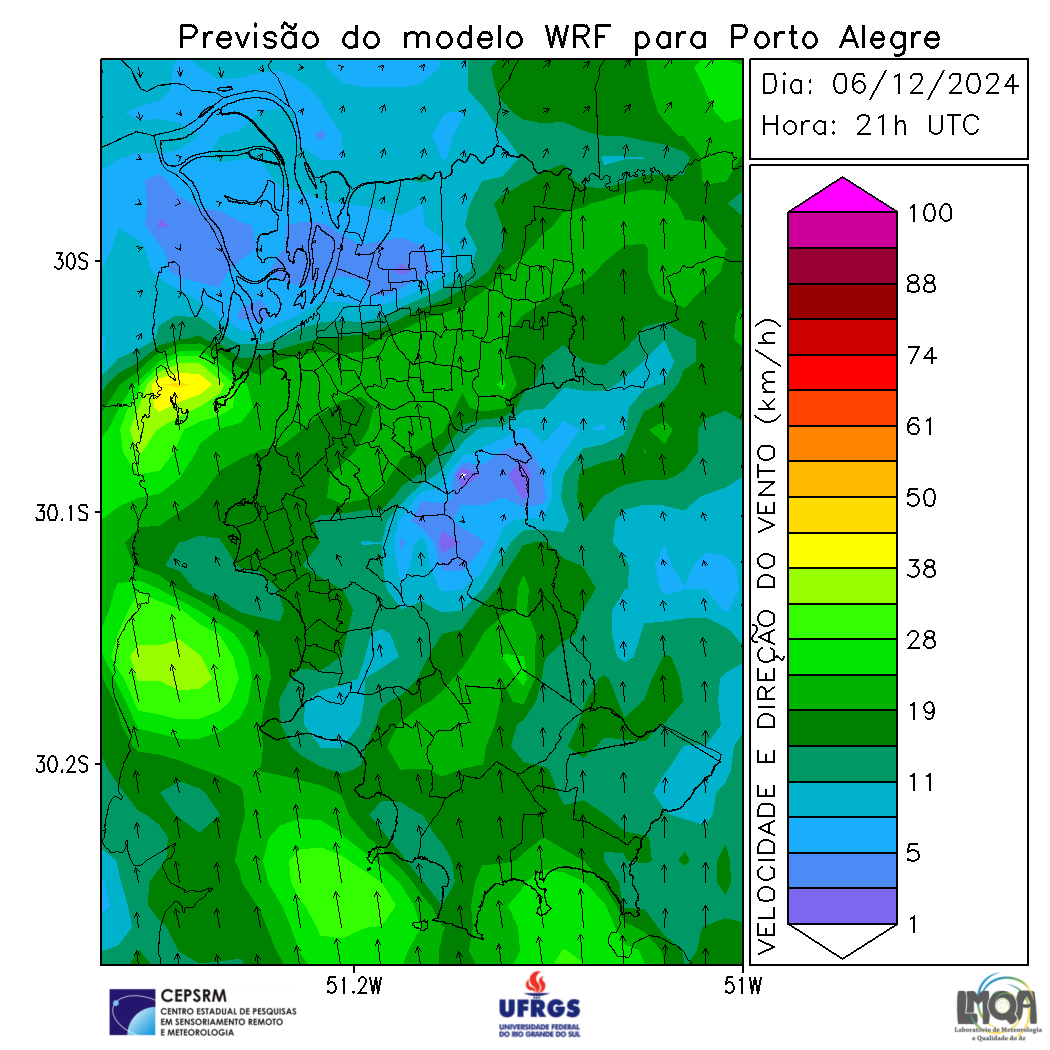 Previsão do modelo WRF para Porto Alegre
Dia: 06/12/2024
Hora: 21h UTC
30S
30.1S
30.2S
51.2W
51W
VELOCIDADE E DIREÇÃO DO VENTO (km/h)
100
88
74
61
50
38
28
19
11
5
1
CEPSRM
CENTRO ESTADUAL DE PESQUISAS
EM SENSORIAMENTO REMOTO
E METEOROLOGIA
UFRGS
UNIVERSIDADE FEDERAL
DO RIO GRANDE DO SUL
LMQA
Laboratório de Meteorologia
e Qualidade do Ar